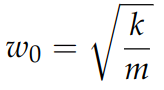 w₀ = √(k/m)